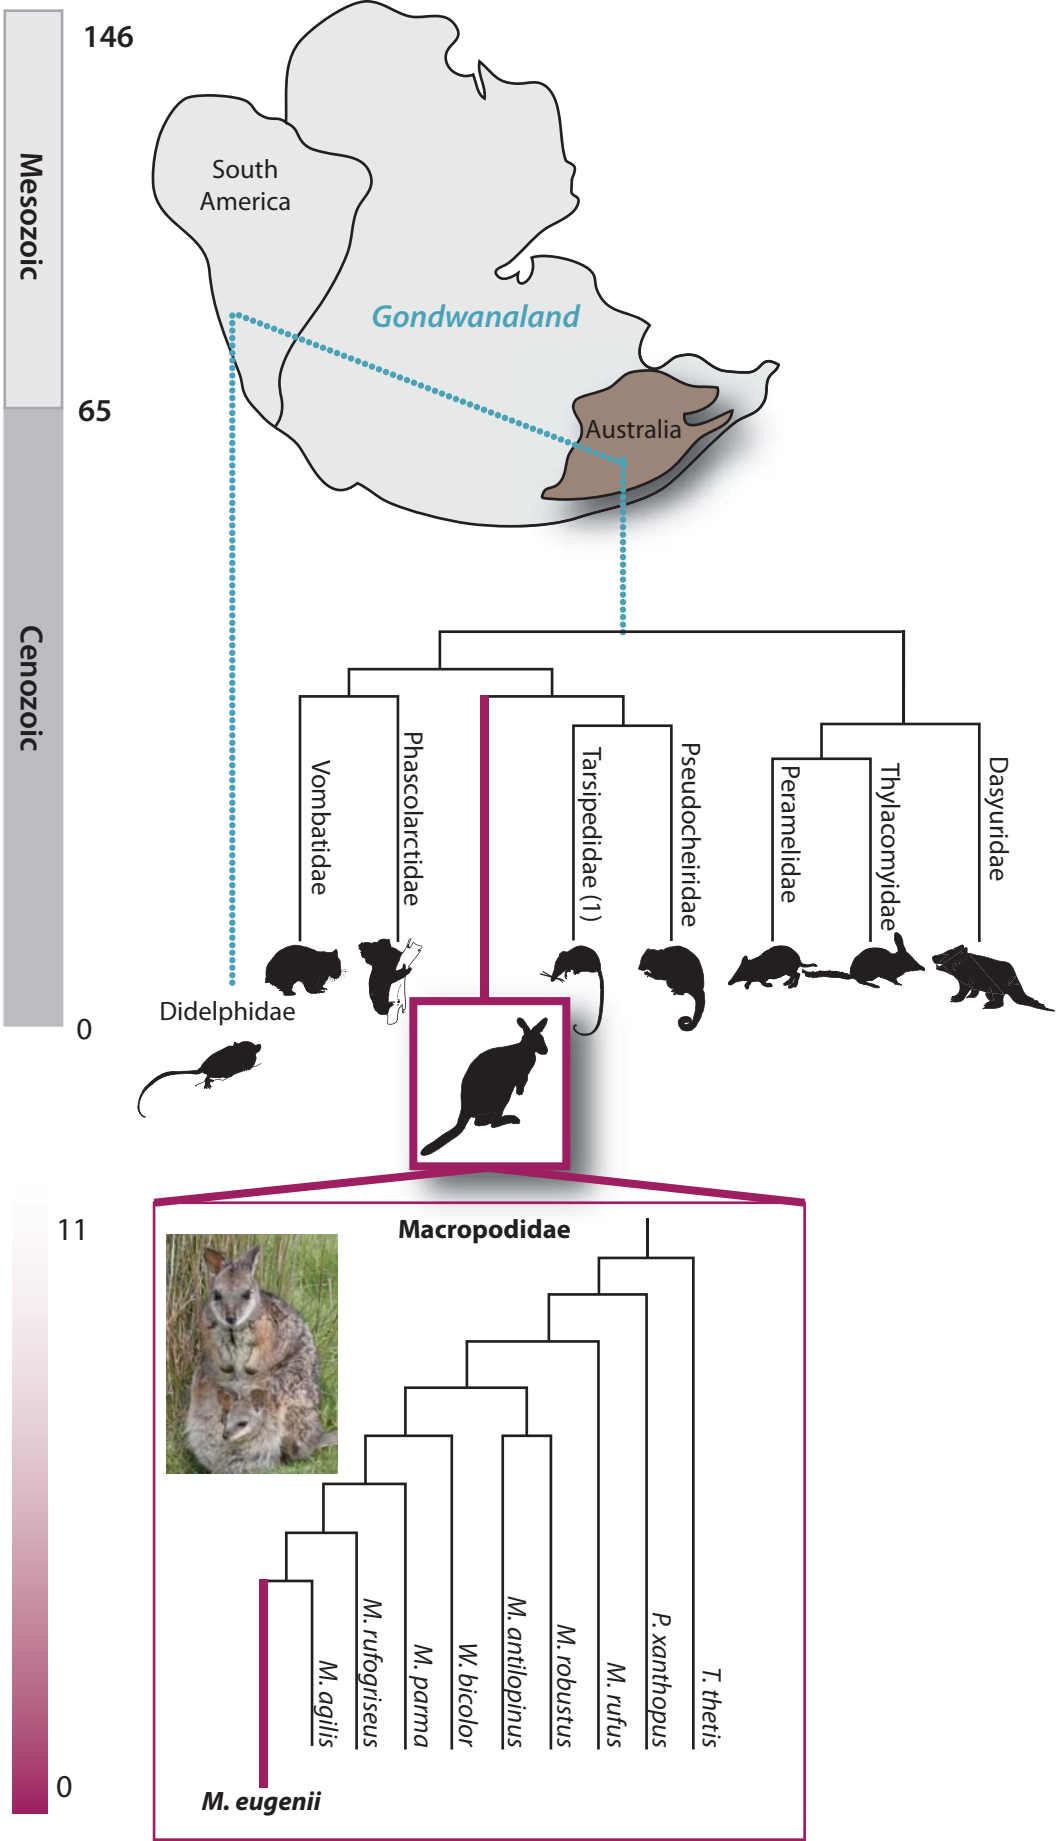 146
Mesozoic
South
America
Gondwanaland
65
Australia
Cenozoic
Vombatidae
Phascolarctidae
Tarsipedidae (1)
Pseudocheiridae
Peramelidae
Thylacomyidae
Dasyuridae
Didelphidae
0
11
Macropodidae
M. agilis
M. rufogriseus
M. parma
W. bicolor
M. antilopinus
M. robustus
M. rufus
P. xanthopus
T. thetis
0
M. eugenii